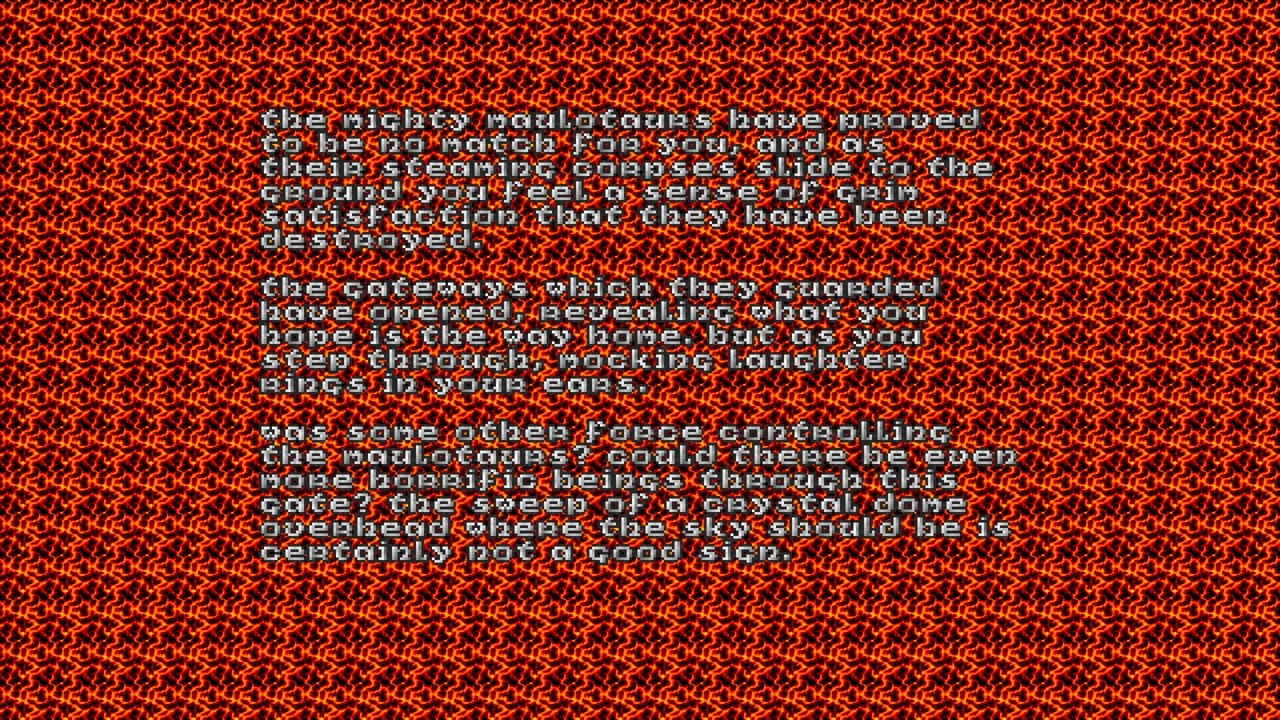 the mighty maulotaurs have proved
to be no match for you, and as
their steaming corpses slide to the
ground you feel a sense of grim
satisfaction that they have been
destroyed.
the gateways which they guarded
have opened, revealing what you
hope is the way home. but as you
step through, mocking laughter
rings in your ears.
was some other force controlling
the maulotaurs? could there be even
more horrific beings through this
gate? the sweep of a crystal dome
overhead where the sky should be is
certainly not a good sign.